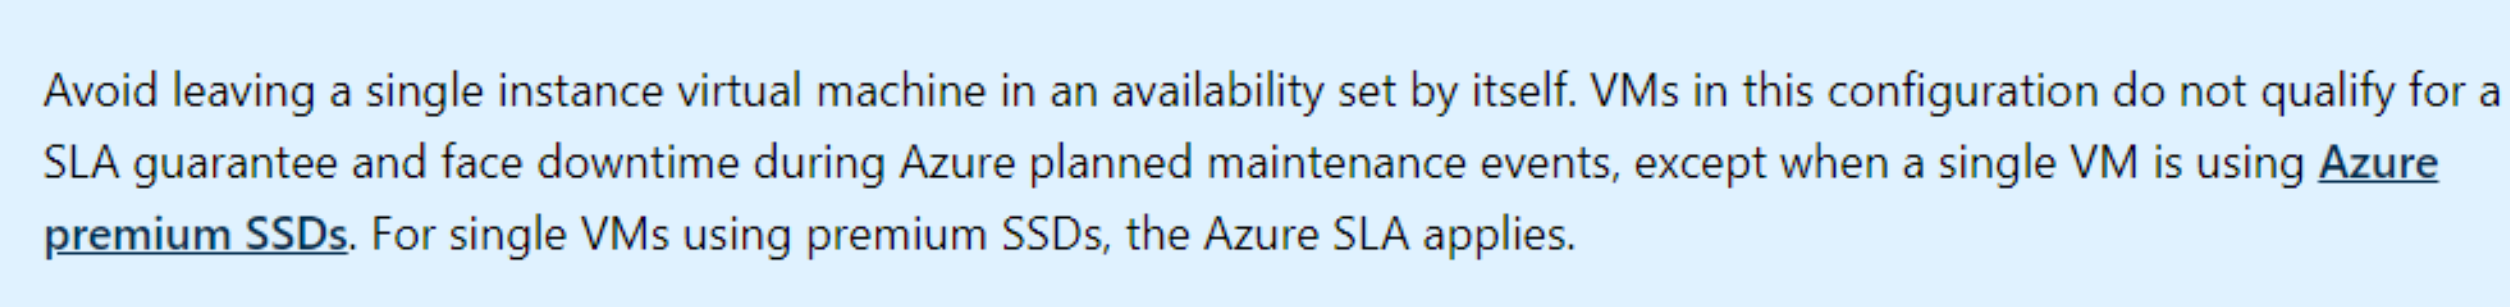 Avoid leaving a single instance virtual machine in an availability set by itself. VMs in this configuration do not qualify for a
SLA guarantee and face downtime during Azure planned maintenance events, except when a single VM is using Azure
premium SSDs. For single VMs using premium SSDs, the Azure SLA applies.